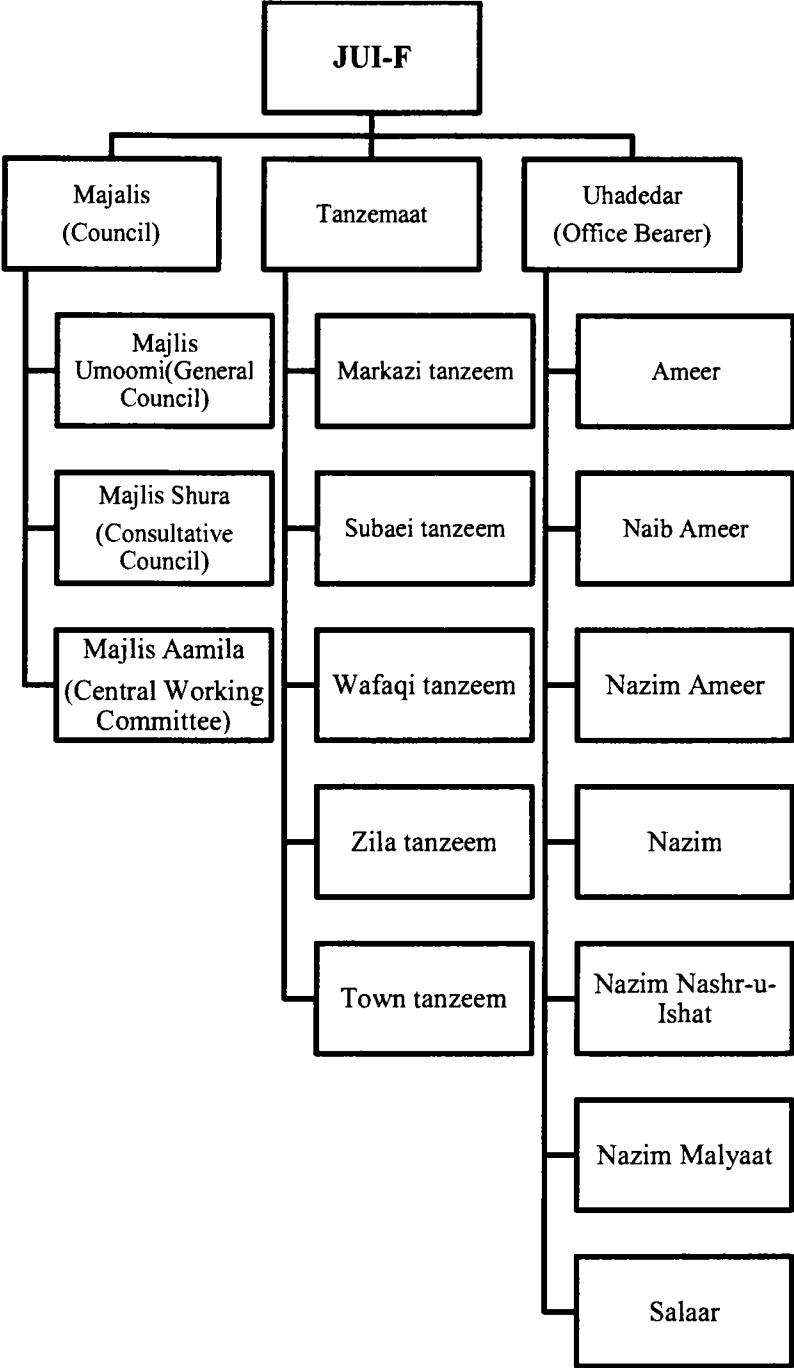 JUI-F
Majalis
(Council)
Tanzemaat
Uhadedar
(Office Bearer)
Majlis
Umoomi(General
Council)
Majlis Shura
(Consultative
Council)
Majlis Aamila
(Central Working
Committee)
Markazi tanzeem
Subaei tanzeem
Wafaqi tanzeem
Zila tanzeem
Town tanzeem
Ameer
Naib Ameer
Nazim Ameer
Nazim
Nazim Nashr-u-
Ishat
Nazim Malyaat
Salaar